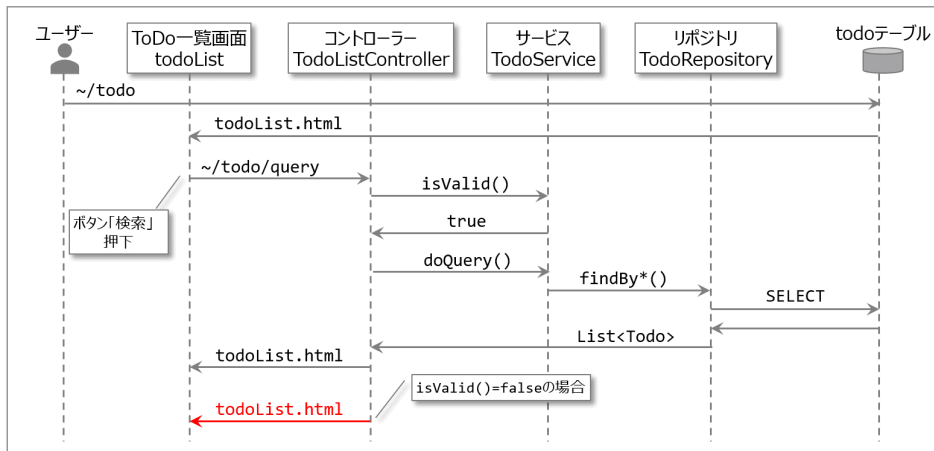 ユーザー
ToDo一覧画面
todoList
コントローラー
TodoListController
サービス
TodoService
リポジトリ
TodoRepository
todoテーブル
~/todo
todoList.html
~/todo/query
isValid()
ボタン「検索」
押下
true
doQuery()
findBy*()
SELECT
List<Todo>
todoList.html
isValid()=falseの場合
todoList.html